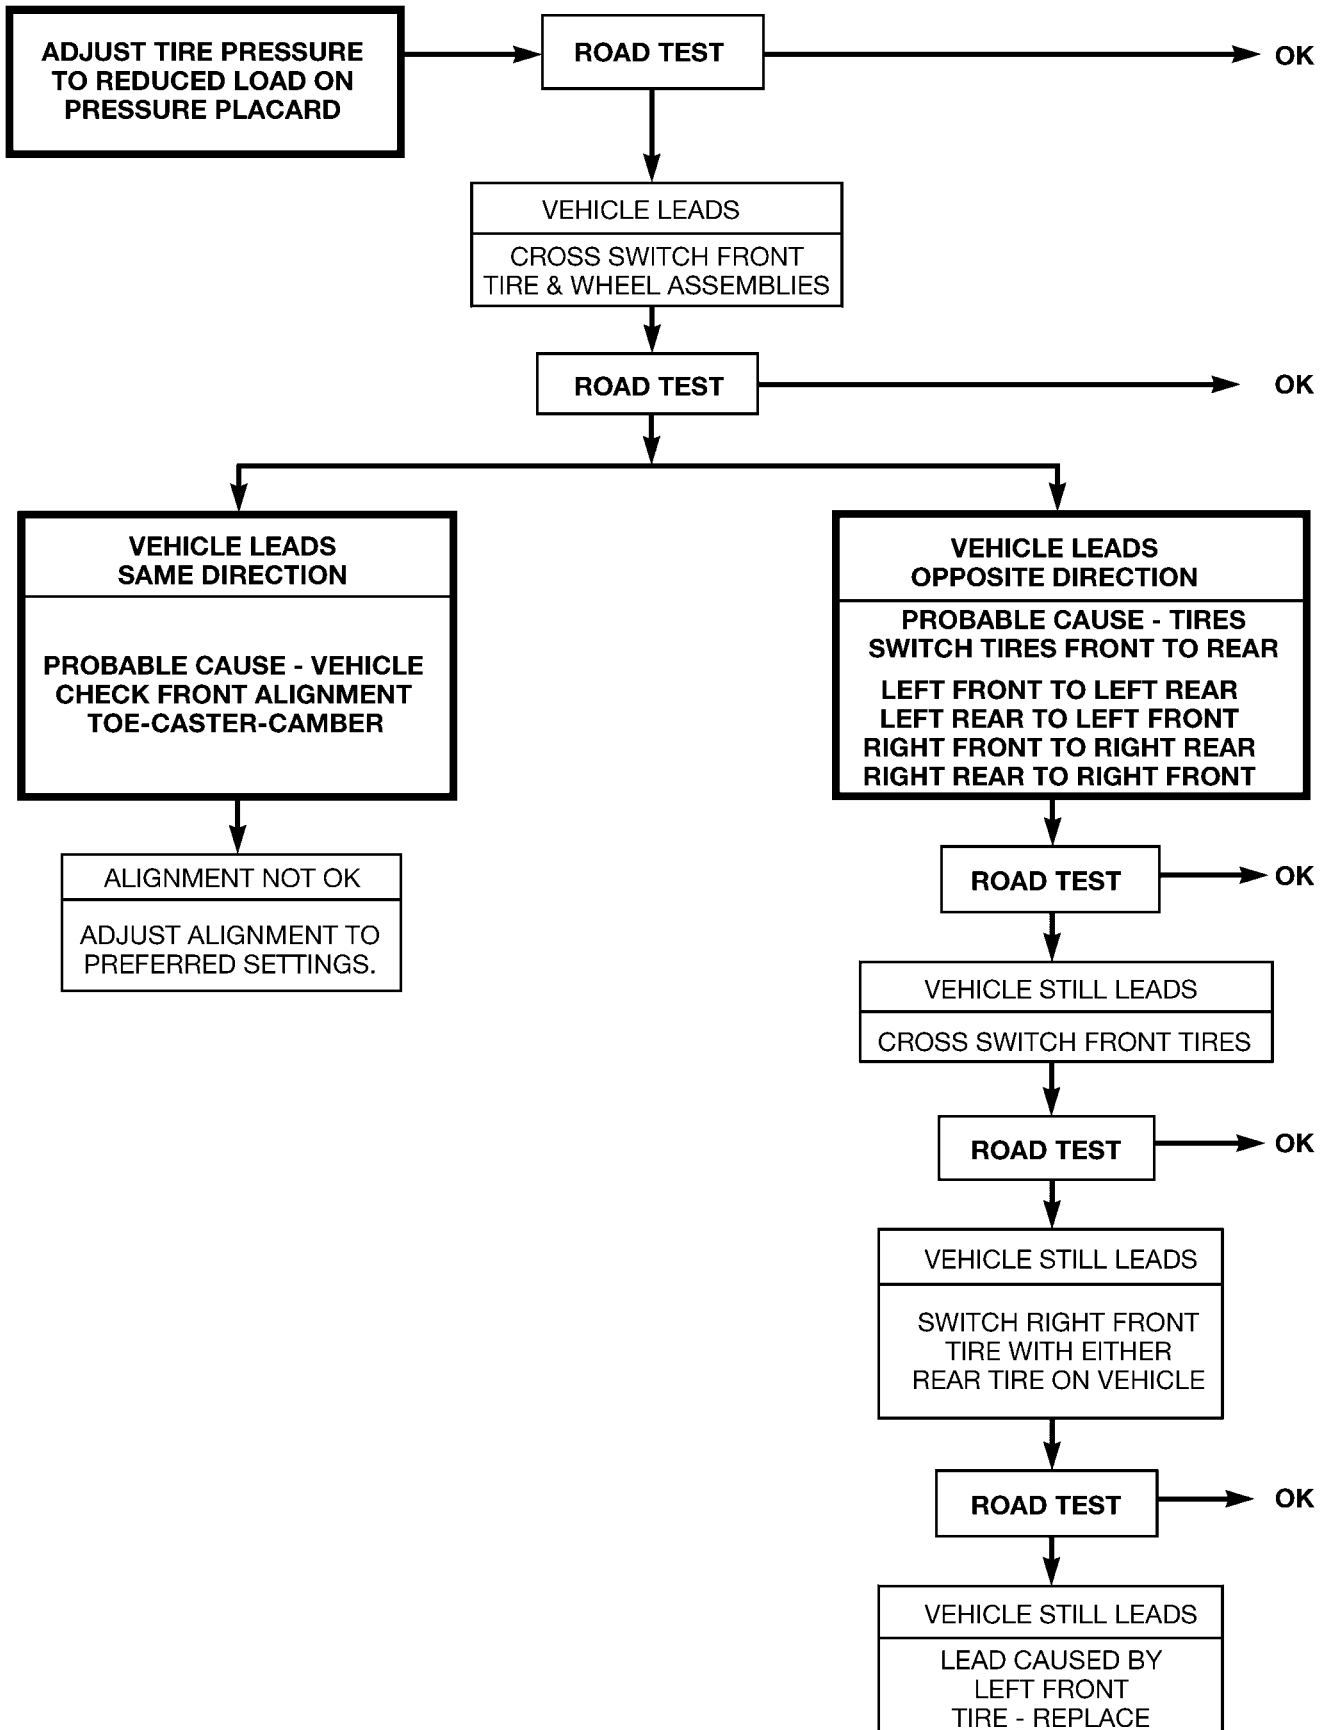 ADJUST TIRE PRESSURE
TO REDUCED LOAD ON
PRESSURE PLACARD
ROAD TEST
OK
VEHICLE LEADS
CROSS SWITCH FRONT
TIRE & WHEEL ASSEMBLIES
ROAD TEST
OK
VEHICLE LEADS
SAME DIRECTION
PROBABLE CAUSE - VEHICLE
CHECK FRONT ALIGNMENT
TOE-CASTER-CAMBER
ALIGNMENT NOT OK
ADJUST ALIGNMENT TO
PREFERRED SETTINGS.
VEHICLE LEADS
OPPOSITE DIRECTION
PROBABLE CAUSE - TIRES
SWITCH TIRES FRONT TO REAR
LEFT FRONT TO LEFT REAR
LEFT REAR TO LEFT FRONT
RIGHT FRONT TO RIGHT REAR
RIGHT REAR TO RIGHT FRONT
ROAD TEST
OK
VEHICLE STILL LEADS
CROSS SWITCH FRONT TIRES
ROAD TEST
OK
VEHICLE STILL LEADS
SWITCH RIGHT FRONT
TIRE WITH EITHER
REAR TIRE ON VEHICLE
ROAD TEST
OK
VEHICLE STILL LEADS
LEAD CAUSED BY
LEFT FRONT
TIRE - REPLACE